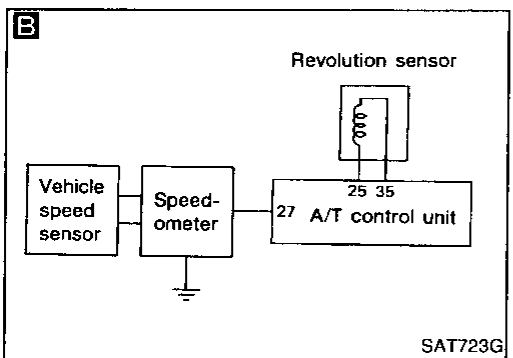 B
Revolution sensor
Vehicle
speed
sensor
Speed-
ometer
25 35
27 A/T control unit
SAT723G